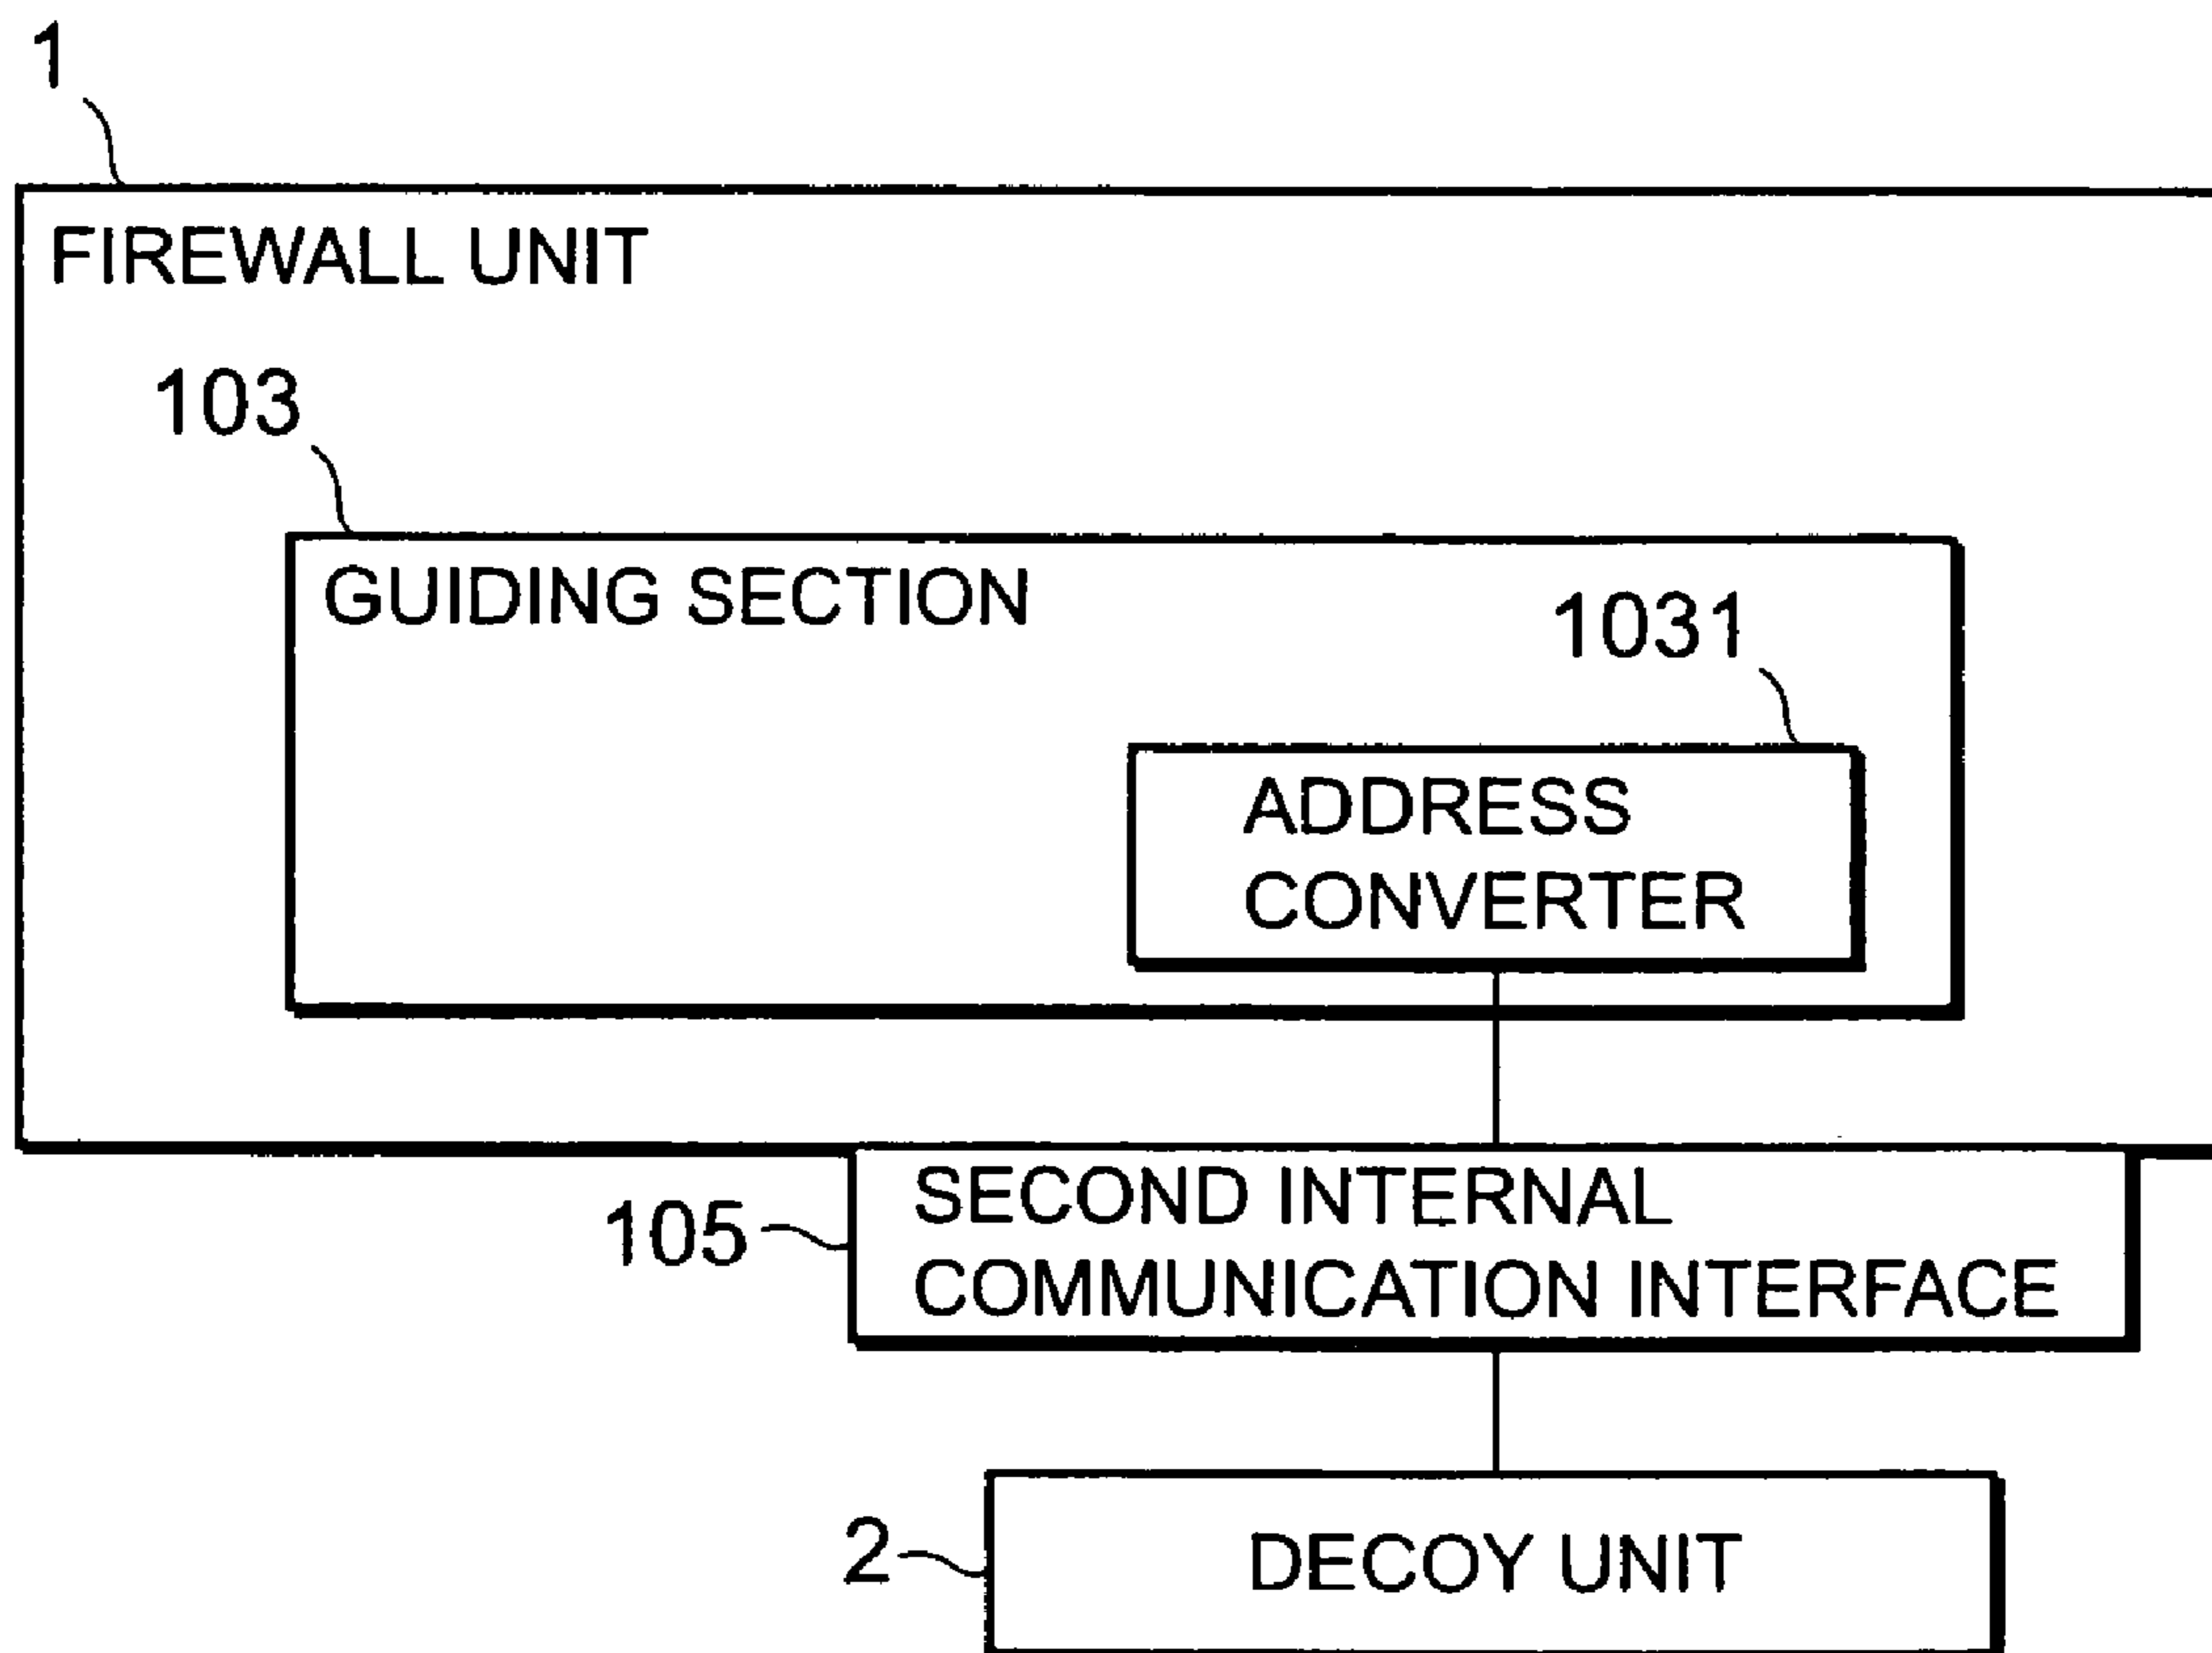 1
FIREWALL UNIT
103
GUIDING SECTION
1031
ADDRESS
CONVERTER
SECOND INTERNAL
105
COMMUNICATION INTERFACE
2
DECOY UNIT